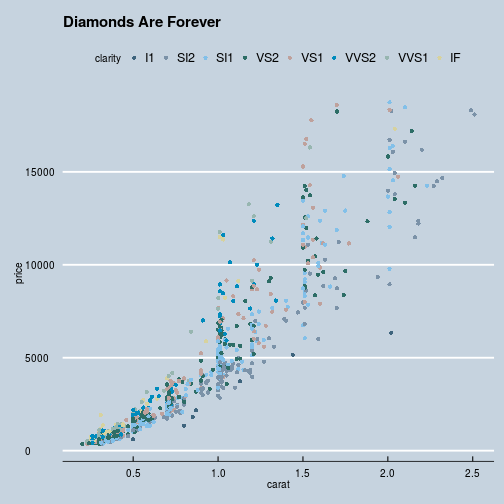 Diamonds Are Forever
clarity I1 SI2 SI1 VS2 VS1 VVS2 VVS1 IF
15000
10000
5000
0
price
0.5 1.0 1.5 2.0 2.5
carat